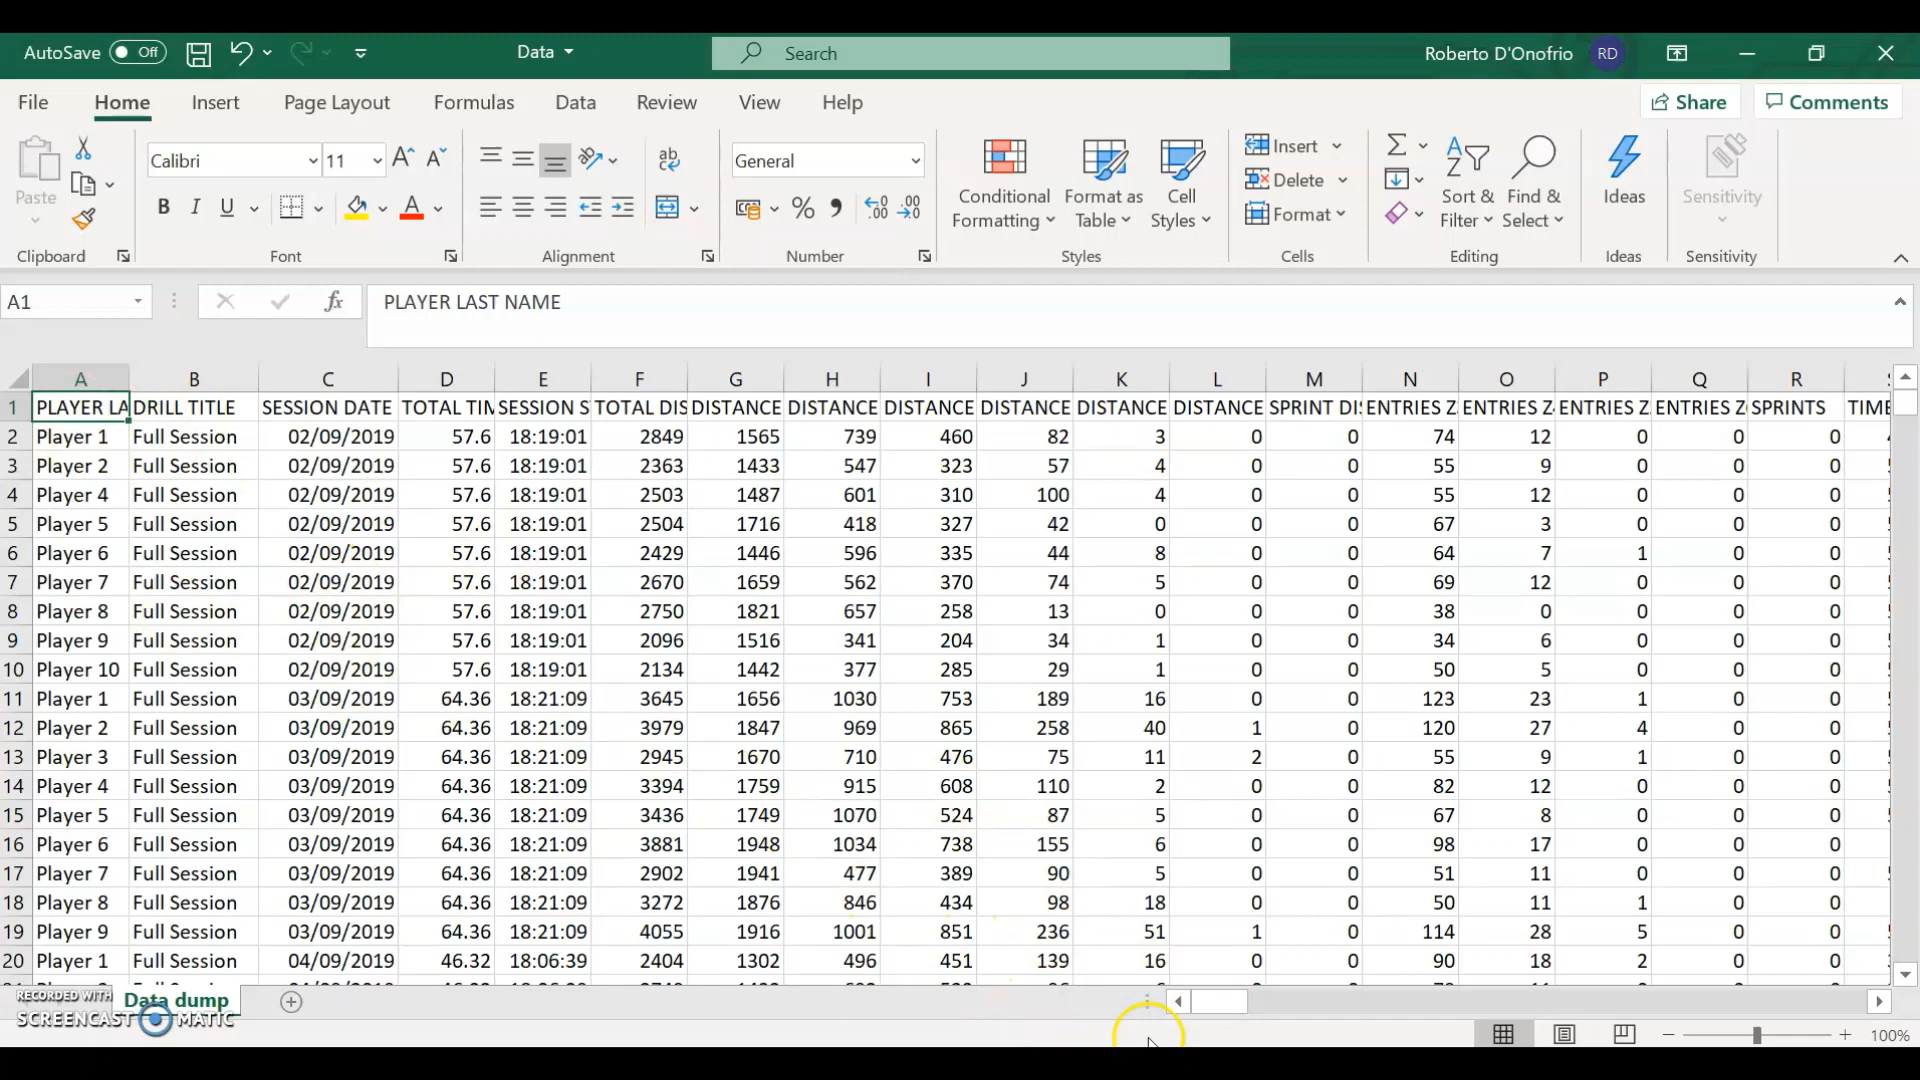 AutoSave Off Data Search Roberto D'Onofrio RD
File Home Insert Page Layout Formulas Data Review View Help Share Comments
Calibri 11 General
Paste
Conditional Formatting Format as Table Cell Styles
Insert
Delete
Format
Sort & Filter Find & Select Ideas Sensitivity
Clipboard Font Alignment Number Styles Cells Editing Ideas Sensitivity
A1 fx PLAYER LAST NAME
A B C D E F G H I J K L M N O P Q R
1 PLAYER LA DRILL TITLE SESSION DATE TOTAL TIM SESSION S TOTAL DIS DISTANCE DISTANCE DISTANCE DISTANCE DISTANCE DISTANCE SPRINT DI ENTRIES Z ENTRIES Z ENTRIES Z ENTRIES Z SPRINTS TIME
2 Player 1 Full Session 02/09/2019 57.6 18:19:01 2849 1565 739 460 82 3 0 0 74 12 0 0 0
3 Player 2 Full Session 02/09/2019 57.6 18:19:01 2363 1433 547 323 57 4 0 0 55 9 0 0 0
4 Player 4 Full Session 02/09/2019 57.6 18:19:01 2503 1487 601 310 100 4 0 0 55 12 0 0 0
5 Player 5 Full Session 02/09/2019 57.6 18:19:01 2504 1716 418 327 42 0 0 0 67 3 0 0 0
6 Player 6 Full Session 02/09/2019 57.6 18:19:01 2429 1446 596 335 44 8 0 0 64 7 1 0 0
7 Player 7 Full Session 02/09/2019 57.6 18:19:01 2670 1659 562 370 74 5 0 0 69 12 0 0 0
8 Player 8 Full Session 02/09/2019 57.6 18:19:01 2750 1821 657 258 13 0 0 0 38 0 0 0 0
9 Player 9 Full Session 02/09/2019 57.6 18:19:01 2096 1516 341 204 34 1 0 0 34 6 0 0 0
10 Player 10 Full Session 02/09/2019 57.6 18:19:01 2134 1442 377 285 29 1 0 0 50 5 0 0 0
11 Player 1 Full Session 03/09/2019 64.36 18:21:09 3645 1656 1030 753 189 16 0 0 123 23 1 0 0
12 Player 2 Full Session 03/09/2019 64.36 18:21:09 3979 1847 969 865 258 40 1 0 120 27 4 0 0
13 Player 3 Full Session 03/09/2019 64.36 18:21:09 2945 1670 710 476 75 11 2 0 55 9 1 0 0
14 Player 4 Full Session 03/09/2019 64.36 18:21:09 3394 1759 915 608 110 2 0 0 82 12 0 0 0
15 Player 5 Full Session 03/09/2019 64.36 18:21:09 3436 1749 1070 524 87 5 0 0 67 8 0 0 0
16 Player 6 Full Session 03/09/2019 64.36 18:21:09 3881 1948 1034 738 155 6 0 0 98 17 0 0 0
17 Player 7 Full Session 03/09/2019 64.36 18:21:09 2902 1941 477 389 90 5 0 0 51 11 0 0 0
18 Player 8 Full Session 03/09/2019 64.36 18:21:09 3272 1876 846 434 98 18 0 0 50 11 1 0 0
19 Player 9 Full Session 03/09/2019 64.36 18:21:09 4055 1916 1001 851 236 51 1 0 114 28 5 0 0
20 Player 1 Full Session 04/09/2019 46.32 18:06:39 2404 1302 496 451 139 16 0 0 90 18 2 0 0
RECORDED WITH
Data dump
SCREENCAST MATIC
100%